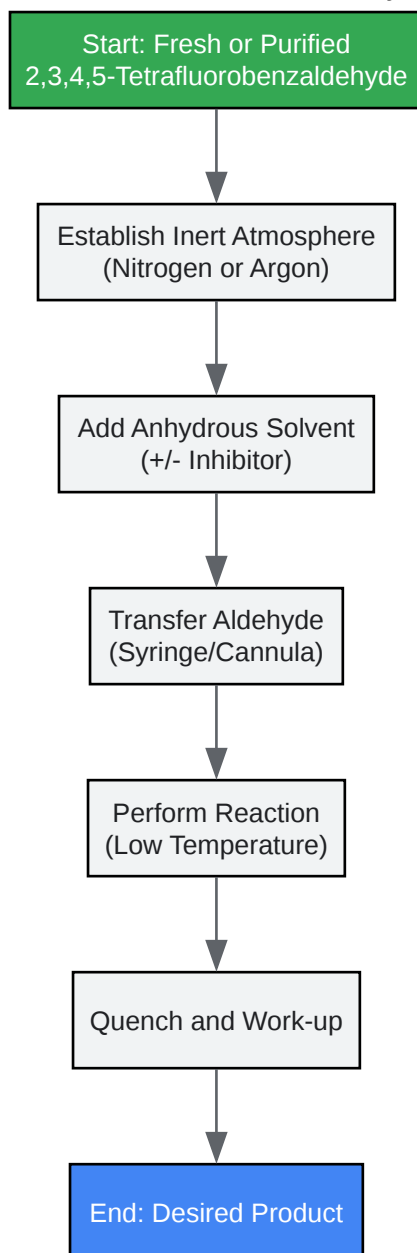 Start: Fresh or Purified
2,3,4,5-Tetrafluorobenzaldehyde
Establish Inert Atmosphere
(Nitrogen or Argon)
Add Anhydrous Solvent
(+/- Inhibitor)
Transfer Aldehyde
(Syringe/Cannula)
Perform Reaction
(Low Temperature)
Quench and Work-up
End: Desired Product